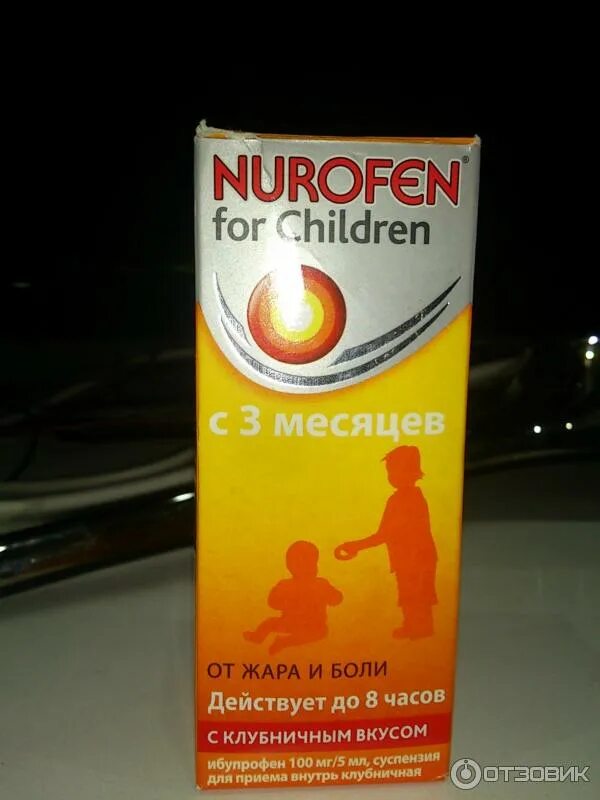 NUROFEN®
for Children
с 3 месяцев
ОТ ЖАРА И БОЛИ
Действует до 8 часов
С КЛУБНИЧНЫМ ВКУСОМ
ибупрофен 100 мг/5 мл, суспензия
для приема внутрь клубничная
ОТЗОВИК